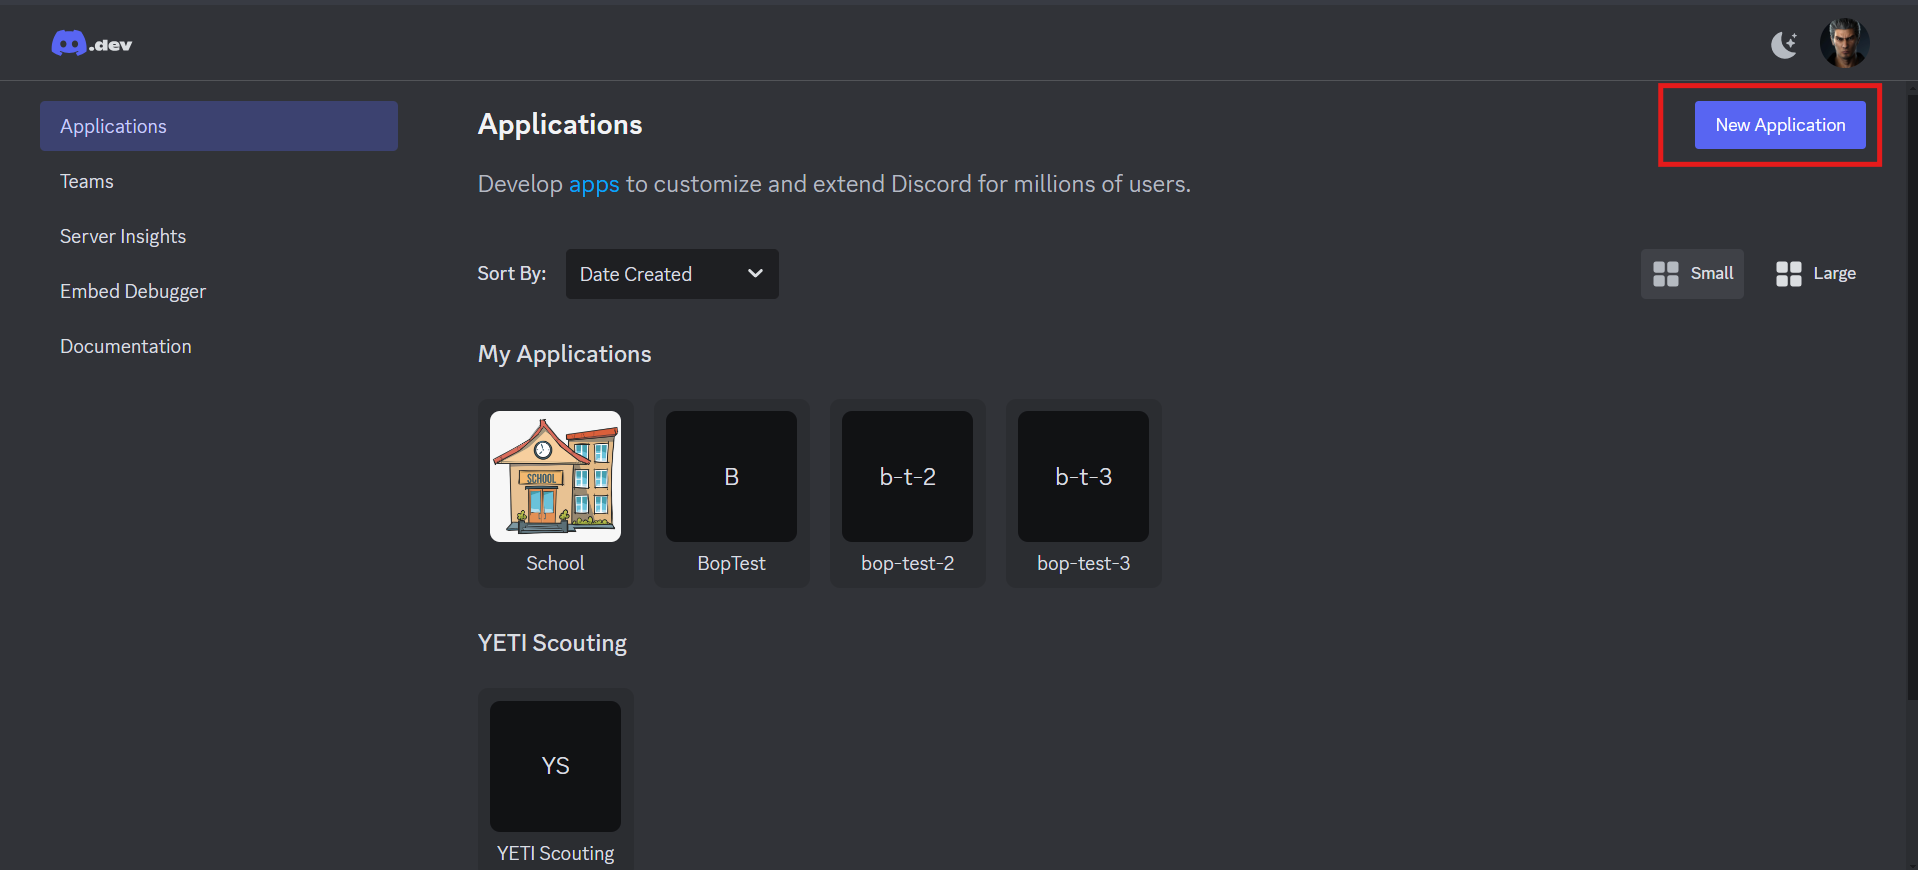 .dev
Applications
Teams
Server Insights
Embed Debugger
Documentation
Applications
New Application
Develop apps to customize and extend Discord for millions of users.
Sort By:
Date Created
Small
Large
My Applications
SCHOOL
School
B
BopTest
b-t-2
bop-test-2
b-t-3
bop-test-3
YETI Scouting
YS
YETI Scouting